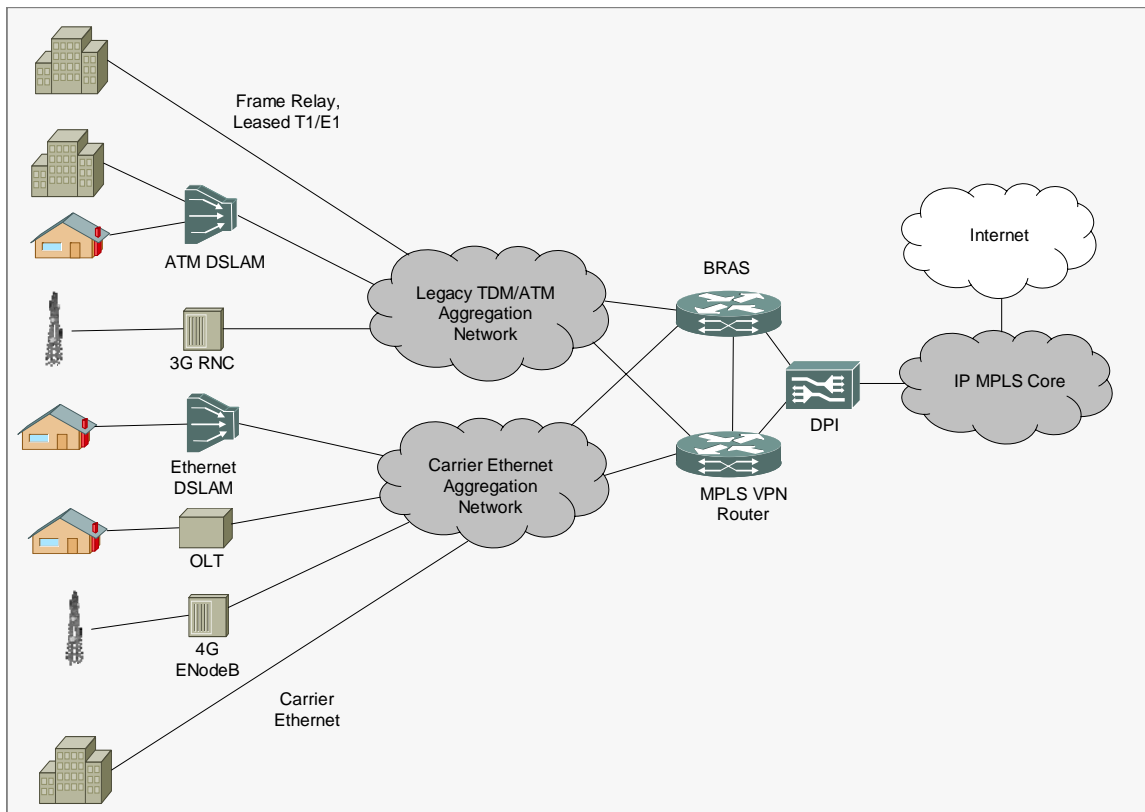 Frame Relay,
Leased T1/E1
ATM DSLAM
Legacy TDM/ATM
Aggregation
Network
BRAS
Internet
3G RNC
IP MPLS Core
DPI
Ethernet
DSLAM
Carrier Ethernet
Aggregation
Network
MPLS VPN
Router
OLT
4G
ENodeB
Carrier
Ethernet